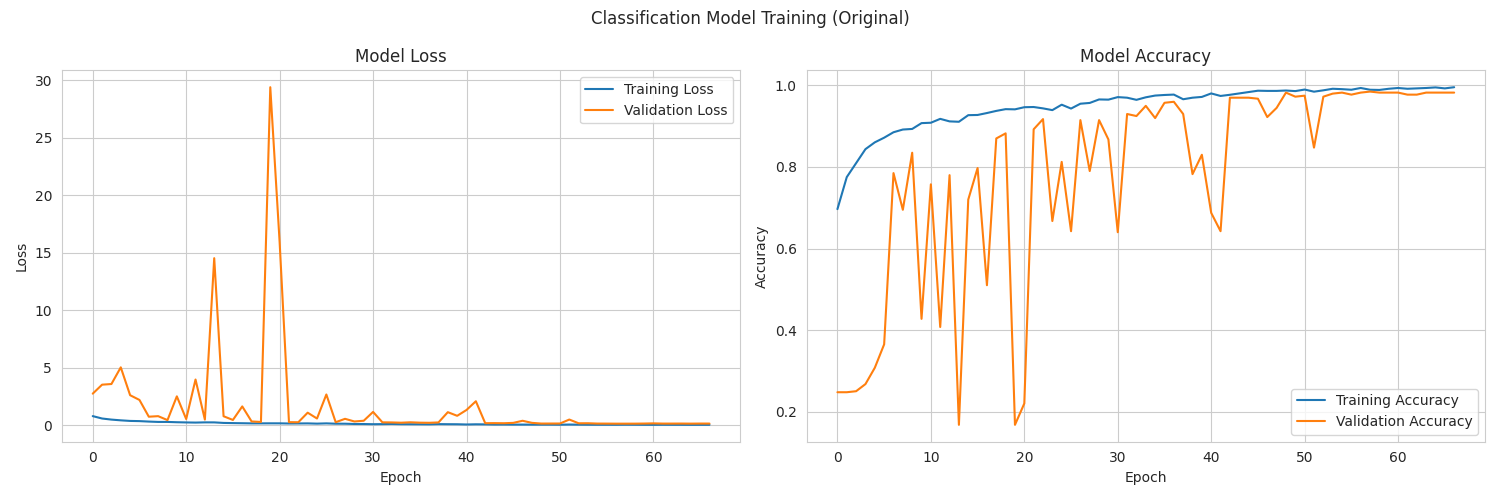 Classification Model Training (Original)
Model Loss
30
25
20
15
10
5
0
Loss
0 10 20 30 40 50 60
Epoch
Training Loss
Validation Loss
Model Accuracy
1.0
0.8
0.6
0.4
0.2
Accuracy
0 10 20 30 40 50 60
Epoch
Training Accuracy
Validation Accuracy